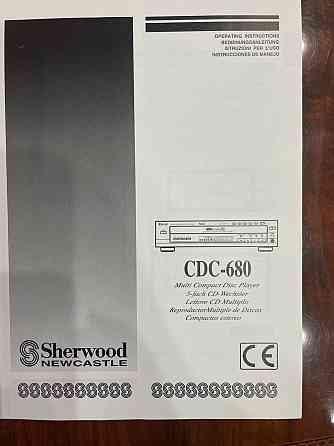 OPERATING INSTRUCTIONS
BEDIENUNGSANLEITUNG
ISTRUZIONI PER L'USO
INSTRUCCIONES DE MANEJO
CDC-680
Multi Compact Disc Player
5-fach CD-Wechsler
Lettore CD Multiplo
Reproductor Multiple de Discos
Compactos estereo
Sherwood
NEWCASTLE
CE